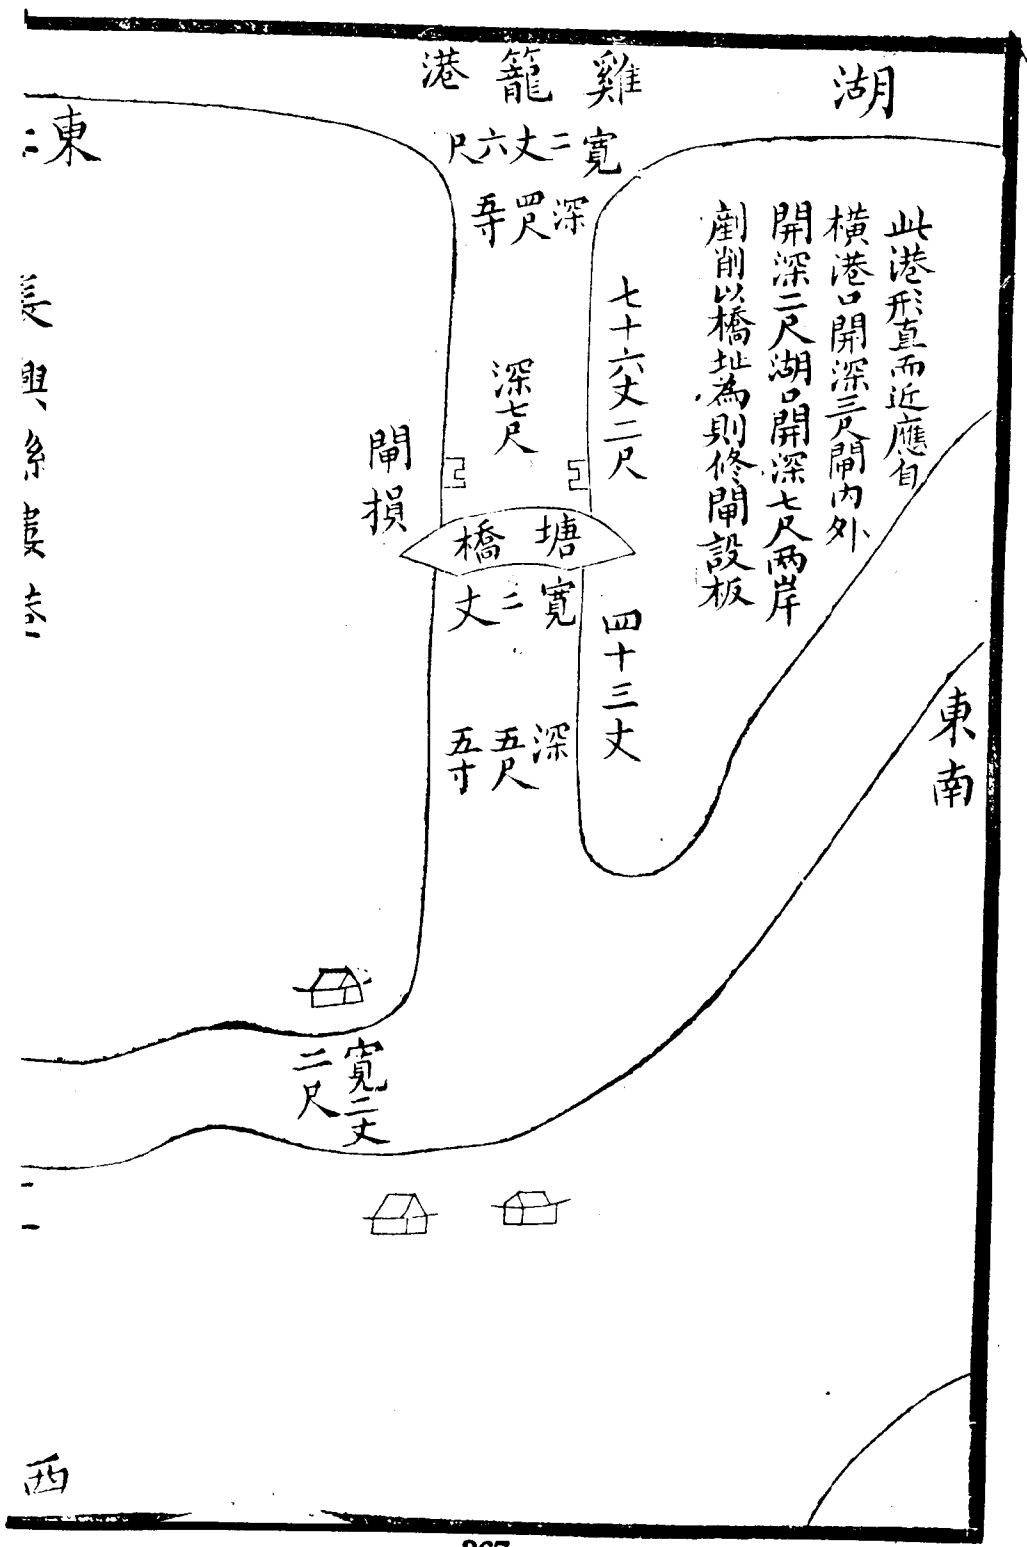 湖
雞籠港
寬二丈六尺
深四尺五寸
此港形直而近應自
橫港口開深三尺閘內外
開深二尺湖口開深七尺兩岸
剷削以橋址為則修閘設板
七十六丈二尺
深七尺
閘損
塘橋
寬二丈
四十三丈
深五尺五寸
東南
寬二丈
二尺
東
西